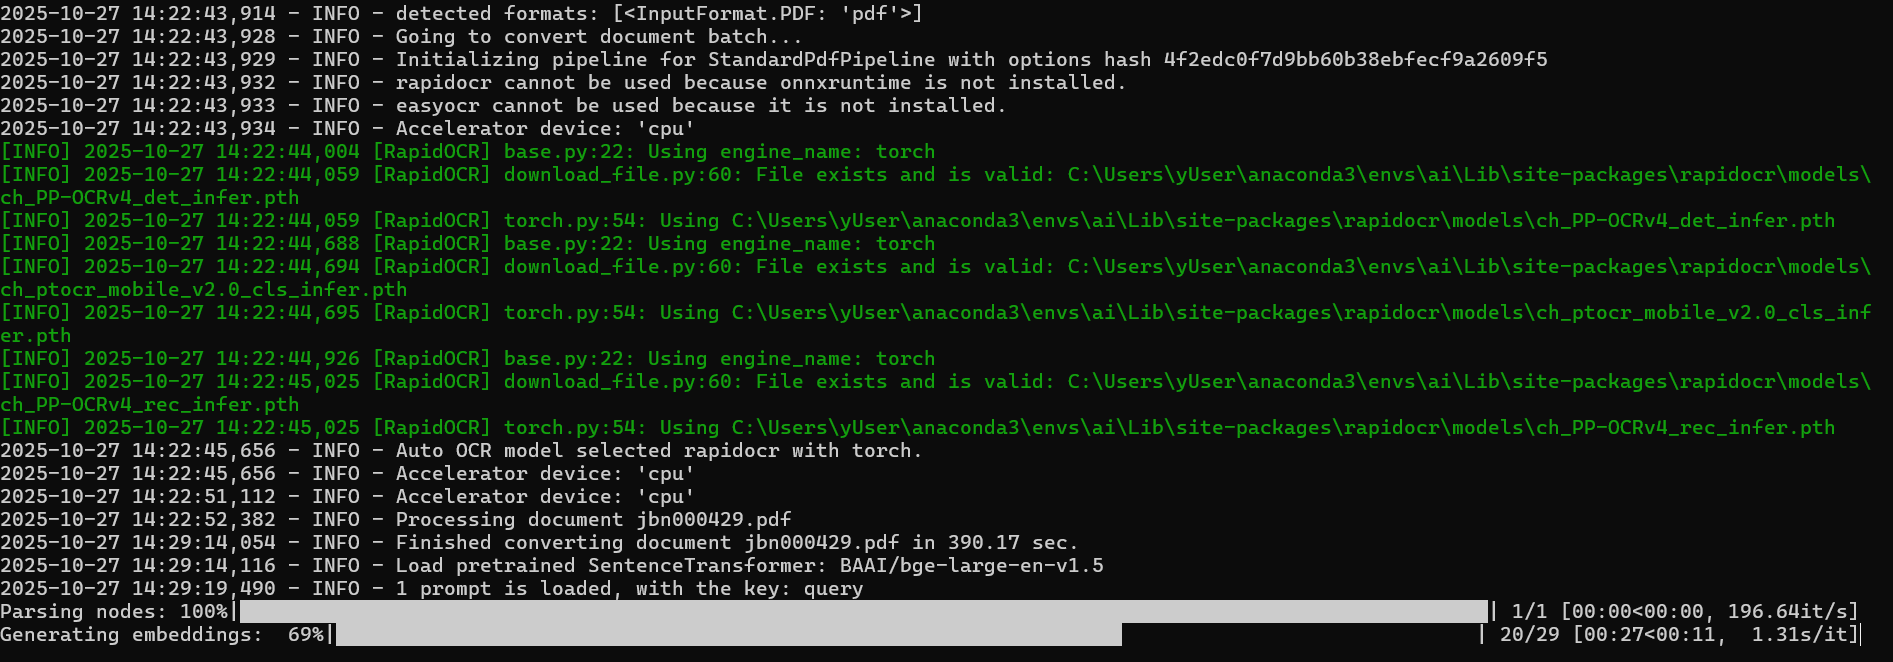 2025-10-27 14:22:43,914 - INFO - detected formats: [<InputFormat.PDF: 'pdf'>]
2025-10-27 14:22:43,928 - INFO - Going to convert document batch...
2025-10-27 14:22:43,929 - INFO - Initializing pipeline for StandardPdfPipeline with options hash 4f2edc0f7d9bb60b38ebfecf9a2609f5
2025-10-27 14:22:43,932 - INFO - rapidocr cannot be used because onnxruntime is not installed.
2025-10-27 14:22:43,933 - INFO - easyocr cannot be used because it is not installed.
2025-10-27 14:22:43,934 - INFO - Accelerator device: 'cpu'
[INFO] 2025-10-27 14:22:44,004 [RapidOCR] base.py:22: Using engine_name: torch
[INFO] 2025-10-27 14:22:44,059 [RapidOCR] download_file.py:60: File exists and is valid: C:\Users\yUser\anaconda3\envs\ai\Lib\site-packages\rapidocr\models\
ch_PP-OCRv4_det_infer.pth
[INFO] 2025-10-27 14:22:44,059 [RapidOCR] torch.py:54: Using C:\Users\yUser\anaconda3\envs\ai\Lib\site-packages\rapidocr\models\ch_PP-OCRv4_det_infer.pth
[INFO] 2025-10-27 14:22:44,688 [RapidOCR] base.py:22: Using engine_name: torch
[INFO] 2025-10-27 14:22:44,694 [RapidOCR] download_file.py:60: File exists and is valid: C:\Users\yUser\anaconda3\envs\ai\Lib\site-packages\rapidocr\models\
ch_ptocr_mobile_v2.0_cls_infer.pth
[INFO] 2025-10-27 14:22:44,695 [RapidOCR] torch.py:54: Using C:\Users\yUser\anaconda3\envs\ai\Lib\site-packages\rapidocr\models\ch_ptocr_mobile_v2.0_cls_inf
er.pth
[INFO] 2025-10-27 14:22:44,926 [RapidOCR] base.py:22: Using engine_name: torch
[INFO] 2025-10-27 14:22:45,025 [RapidOCR] download_file.py:60: File exists and is valid: C:\Users\yUser\anaconda3\envs\ai\Lib\site-packages\rapidocr\models\
ch_PP-OCRv4_rec_infer.pth
[INFO] 2025-10-27 14:22:45,025 [RapidOCR] torch.py:54: Using C:\Users\yUser\anaconda3\envs\ai\Lib\site-packages\rapidocr\models\ch_PP-OCRv4_rec_infer.pth
2025-10-27 14:22:45,656 - INFO - Auto OCR model selected rapidocr with torch.
2025-10-27 14:22:45,656 - INFO - Accelerator device: 'cpu'
2025-10-27 14:22:51,112 - INFO - Accelerator device: 'cpu'
2025-10-27 14:22:52,382 - INFO - Processing document jbn000429.pdf
2025-10-27 14:29:14,054 - INFO - Finished converting document jbn000429.pdf in 390.17 sec.
2025-10-27 14:29:14,116 - INFO - Load pretrained SentenceTransformer: BAAI/bge-large-en-v1.5
2025-10-27 14:29:19,490 - INFO - 1 prompt is loaded, with the key: query
Parsing nodes: 100%| | 1/1 [00:00<00:00, 196.64it/s]
Generating embeddings:  69%| | 20/29 [00:27<00:11,  1.31s/it]